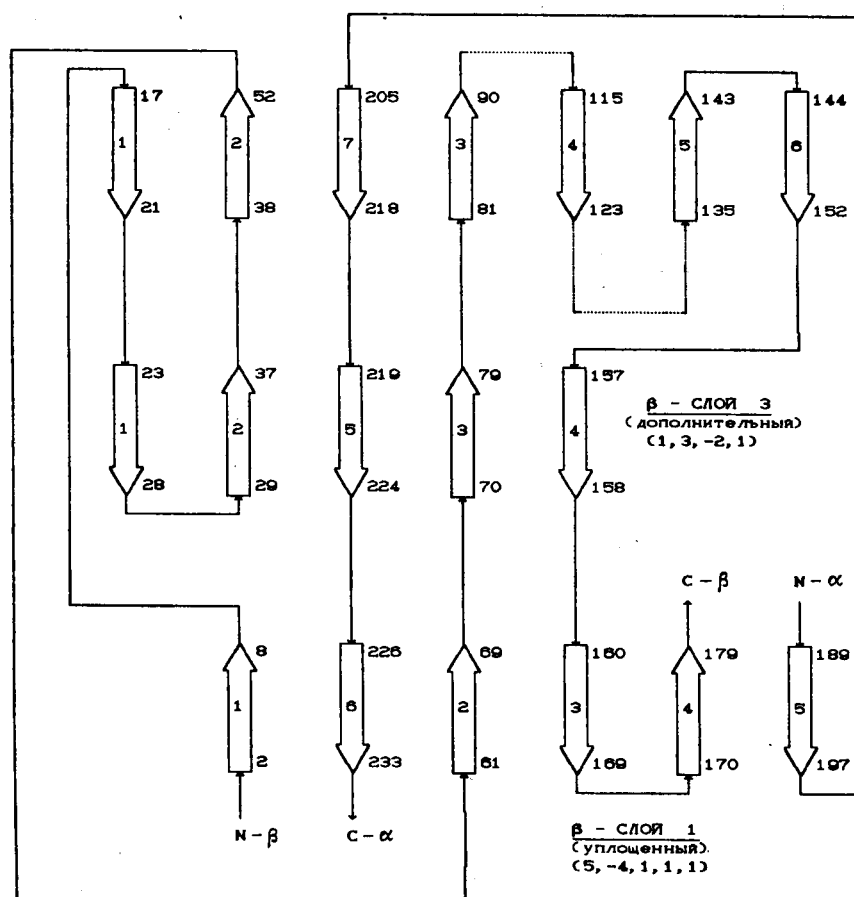 17 52 205 90 115 143 144
1 2 7 3 4 5 6
21 38 218 81 123 135 152
23 37 219 79 157
β - СЛОЙ 3
(дополнительный)
(1, 3, -2, 1)
1 2 5 3 4
28 29 224 70 158
C-β N-α
8 226 69 160 179 189
1 6 2 3 4 5
2 233 61 169 170 197
N-β C-α
β - СЛОЙ 1
(уплощенный)
(5, -4, 1, 1, 1)